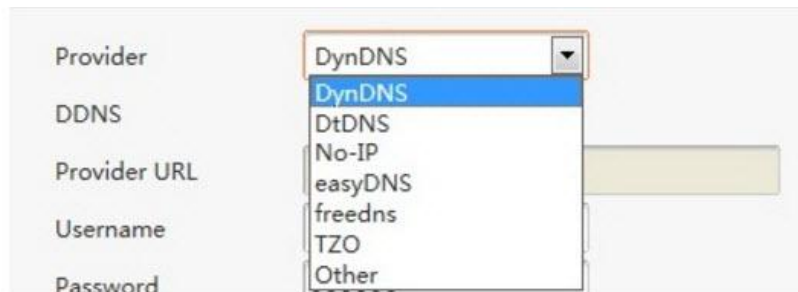 Provider
DynDNS
DynDNS
DDNS
DtDNS
No-IP
Provider URL
easyDNS
freedns
Username
TZO
Other
Password